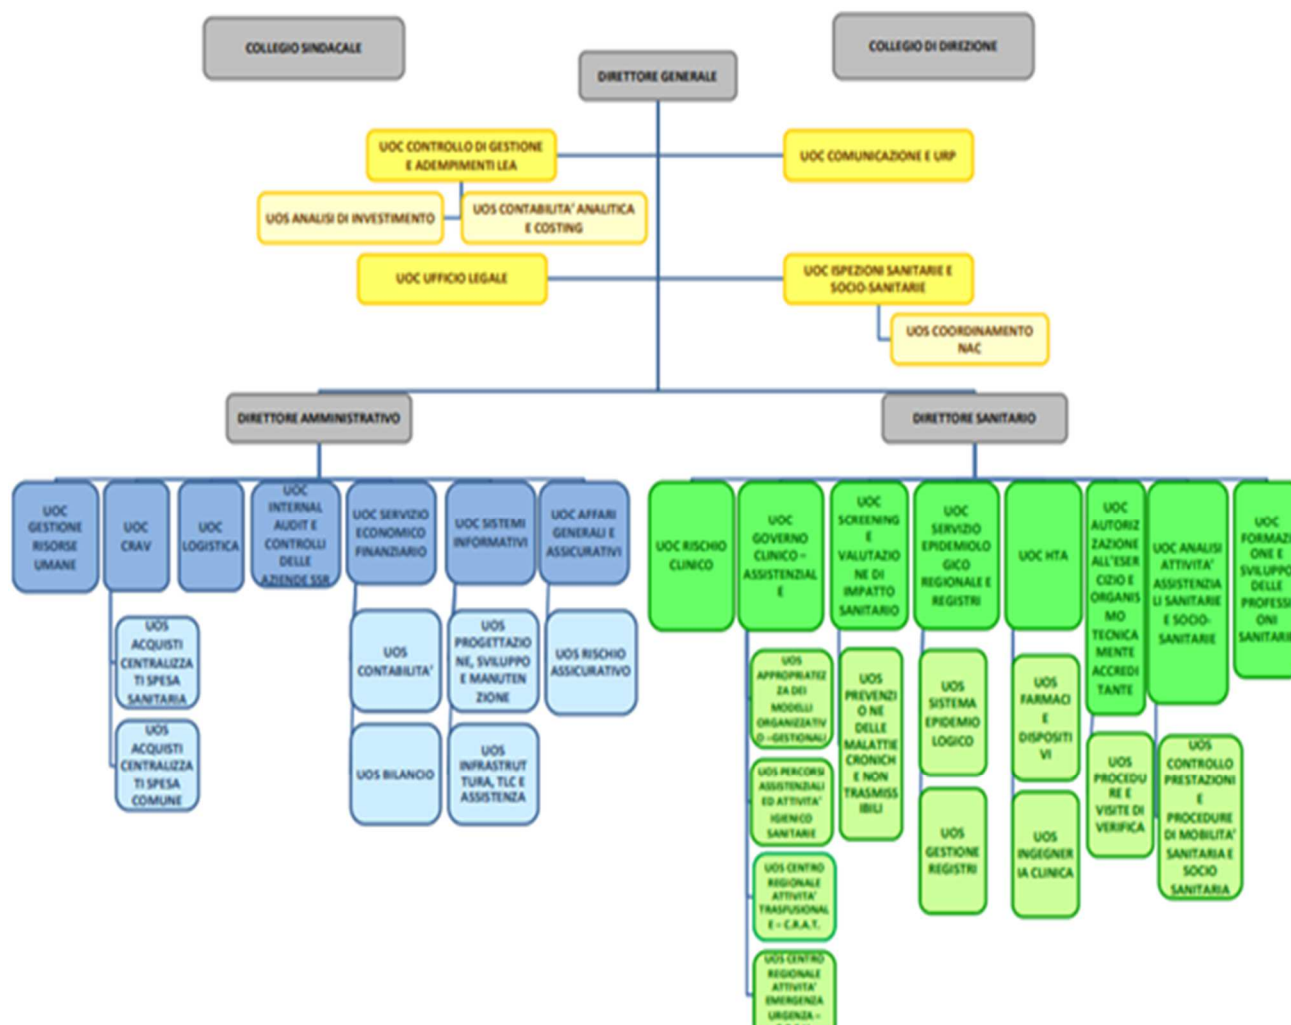 COLLEGIO SINDACALE
COLLEGIO DI DIREZIONE
DIRETTORE GENERALE
UOC CONTROLLO DI GESTIONE
E ADEMPIMENTI LEA
UOC COMUNICAZIONE E URP
UOS ANALISI DI INVESTIMENTO
UOS CONTABILITA' ANALITICA
E COSTING
UOC UFFICIO LEGALE
UOC ISPEZIONI SANITARIE E
SOCIO-SANITARIE
UOS COORDINAMENTO
NAC
DIRETTORE AMMINISTRATIVO
DIRETTORE SANITARIO
UOC
GESTIONE
RISORSE
UMANE
UOC
CRAV
UOC
LOGISTICA
UOC
INTERNAL
AUDIT E
CONTROLLI
DELLE
AZIENDE SSR
UOC SERVIZIO
ECONOMICO
FINANZIARIO
UOC SISTEMI
INFORMATIVI
UOC AFFARI
GENERALI E
ASSICURATIVI
UOC RISCHIO
CLINICO
UOC
GOVERNO
CLINICO –
ASSISTENZIAL
E
UOC
SCREENING
E
VALUTAZIO
NE DI
IMPATTO
SANITARIO
UOC
SERVIZIO
EPIDEMIOLO
GICO
REGIONALE E
REGISTRI
UOC HTA
UOC
AUTORIZ
ZAZIONE
ALL'ESER
CIZIO E
ORGANIS
MO
TECNICA
MENTE
ACCREDI
TANTE
UOC ANALISI
ATTIVITA'
ASSISTENZIA
LI SANITARIE
E SOCIO-
SANITARIE
UOC
FORMAZI
ONE E
SVILUPPO
DELLE
PROFESSI
ONI
SANITARIE
UOS
ACQUISTI
CENTRALIZZA
TI SPESA
SANITARIA
UOS
ACQUISTI
CENTRALIZZA
TI SPESA
COMUNE
UOS
CONTABILITA'
UOS BILANCIO
UOS
PROGETTAZIO
NE, SVILUPPO
E MANUTEN
ZIONE
UOS
INFRASTRUT
TURA, TLC E
ASSISTENZA
UOS RISCHIO
ASSICURATIVO
UOS
APPROPRIATEZ
ZA DEI
MODELLI
ORGANIZZATIV
O –GESTIONALI
UOS PERCORSI
ASSISTENZIALI
ED ATTIVITA'
IGIENICO
SANITARIE
UOS CENTRO
REGIONALE
ATTIVITA'
TRASFUSIONAL
E – C.R.A.T.
UOS CENTRO
REGIONALE
ATTIVITA'
EMERGENZA
URGENZA –
UOS
PREVENZI
O NE
DELLE
MALATTIE
CRONICH
E NON
TRASMISS
IBILI
UOS
SISTEMA
EPIDEMIO
LOGICO
UOS
GESTIONE
REGISTRI
UOS
FARMACI
E
DISPOSITI
VI
UOS
INGEGNER
IA CLINICA
UOS
PROCEDU
RE E
VISITE DI
VERIFICA
UOS
CONTROLLO
PRESTAZIONI
E
PROCEDURE
DI MOBILITA'
SANITARIA E
SOCIO
SANITARIA